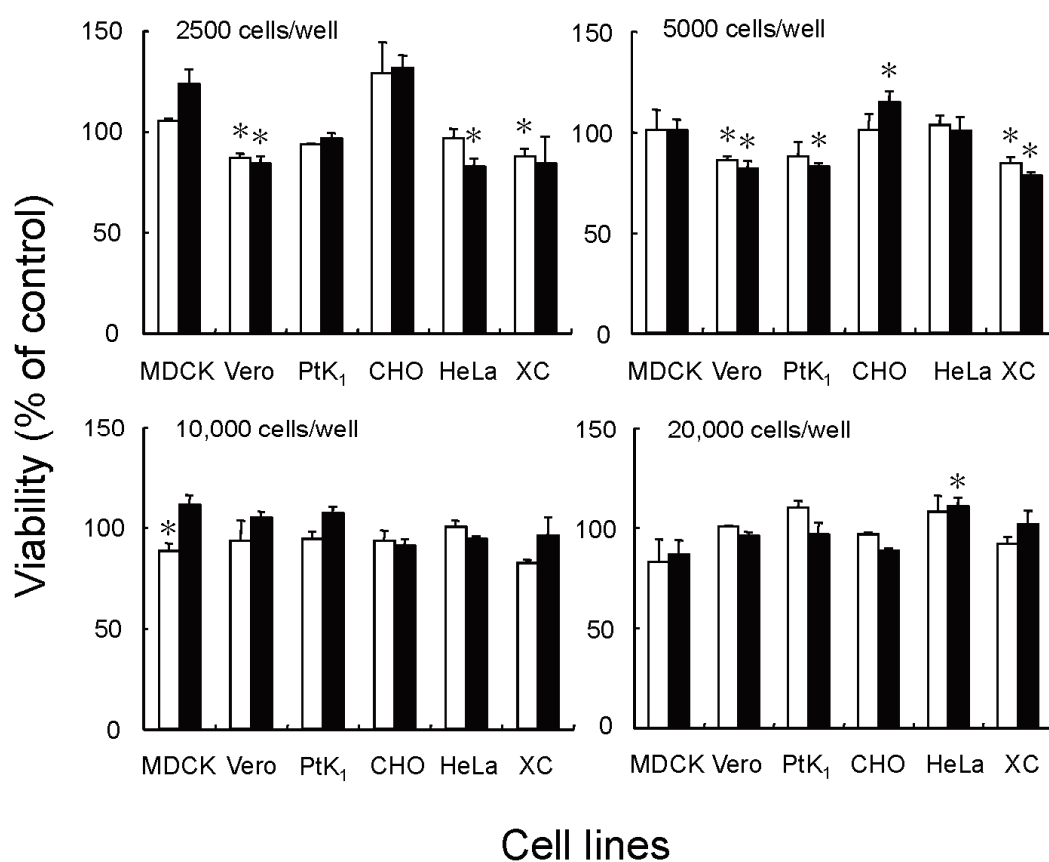 Viability (% of control)
2500 cells/well
150
100
50
0
* * * *
MDCK Vero PtK₁ CHO HeLa XC
5000 cells/well
150
100
50
0
* * * * * *
MDCK Vero PtK₁ CHO HeLa XC
10,000 cells/well
150
100
50
0
*
MDCK Vero PtK₁ CHO HeLa XC
20,000 cells/well
150
100
50
0
*
MDCK Vero PtK₁ CHO HeLa XC
Cell lines